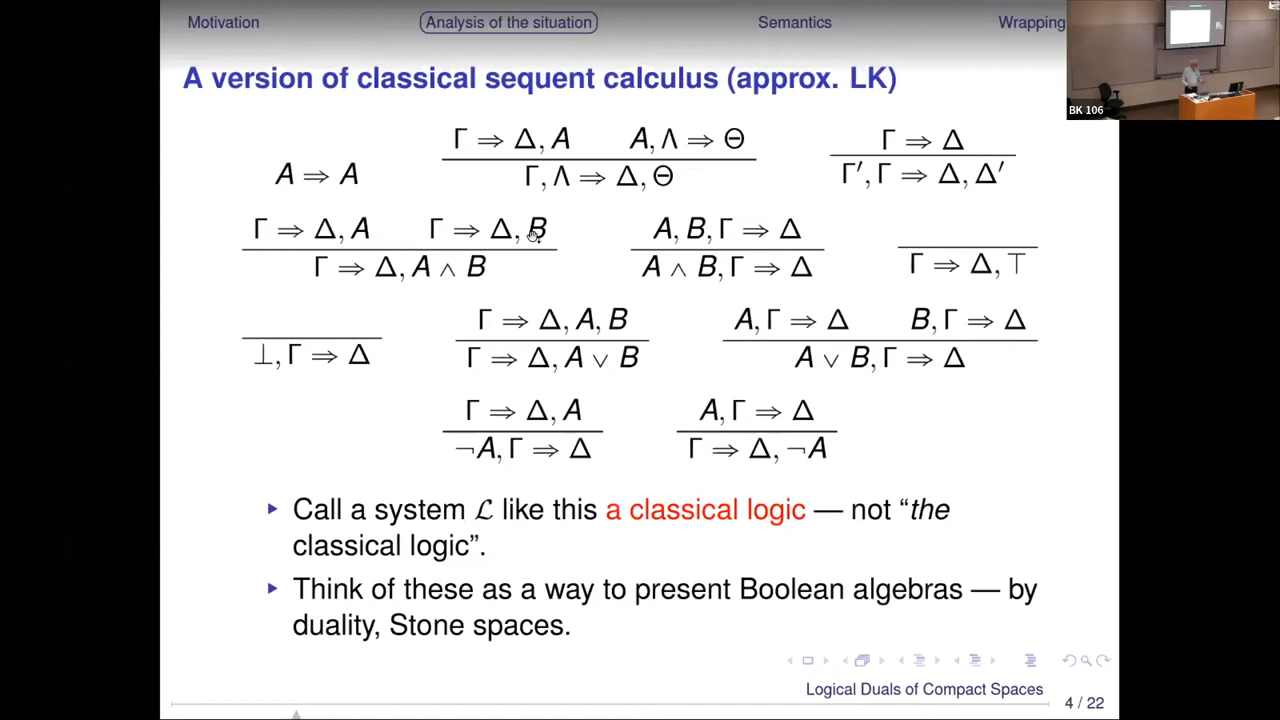 Motivation Analysis of the situation Semantics Wrapping
BK 106
A version of classical sequent calculus (approx. LK)
A ⇒ A
Γ ⇒ Δ, A A, Λ ⇒ Θ
Γ, Λ ⇒ Δ, Θ
Γ ⇒ Δ
Γ′, Γ ⇒ Δ, Δ′
Γ ⇒ Δ, A Γ ⇒ Δ, B
Γ ⇒ Δ, A ∧ B
A, B, Γ ⇒ Δ
A ∧ B, Γ ⇒ Δ
Γ ⇒ Δ, ⊤
⊥, Γ ⇒ Δ
Γ ⇒ Δ, A, B
Γ ⇒ Δ, A ∨ B
A, Γ ⇒ Δ B, Γ ⇒ Δ
A ∨ B, Γ ⇒ Δ
Γ ⇒ Δ, A
¬A, Γ ⇒ Δ
A, Γ ⇒ Δ
Γ ⇒ Δ, ¬A
▸ Call a system ℒ like this a classical logic — not “the
classical logic”.
▸ Think of these as a way to present Boolean algebras — by
duality, Stone spaces.
Logical Duals of Compact Spaces
4 / 22